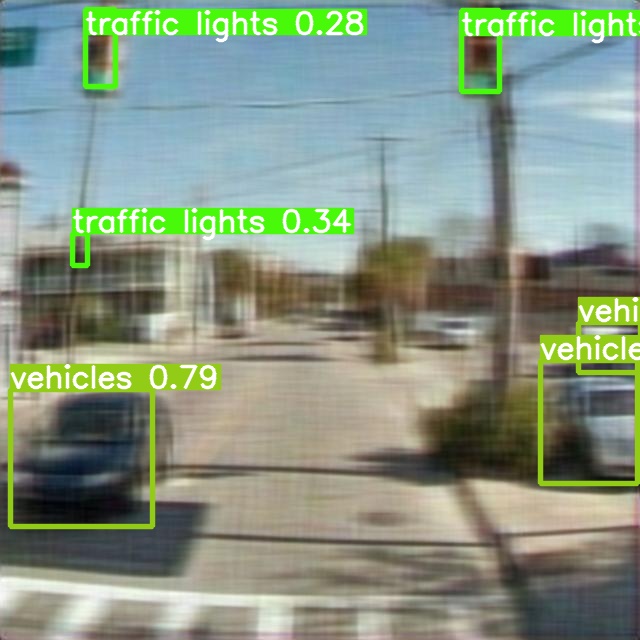 traffic lights 0.28
traffic light
traffic lights 0.34
vehi
vehicle
vehicles 0.79